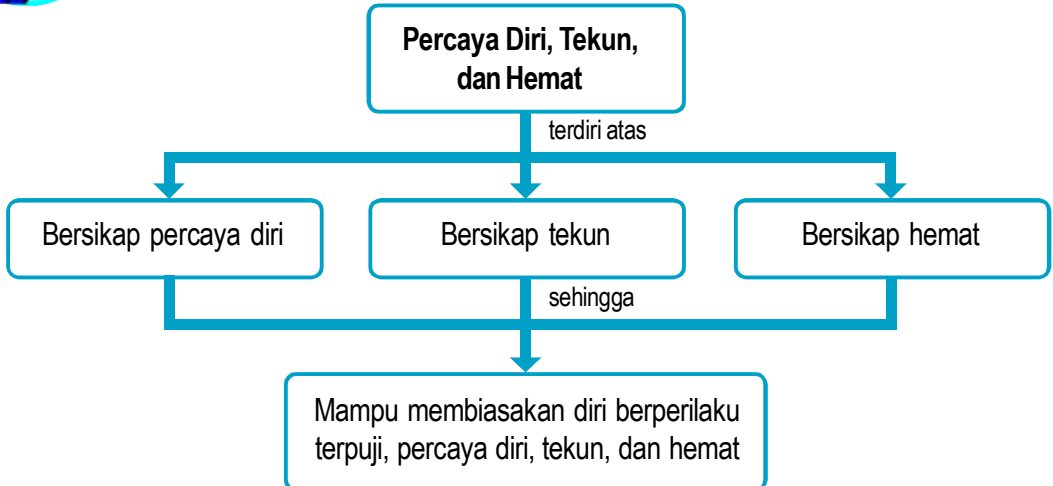 Percaya Diri, Tekun,
dan Hemat
terdiri atas
Bersikap percaya diri
Bersikap tekun
Bersikap hemat
sehingga
Mampu membiasakan diri berperilaku
terpuji, percaya diri, tekun, dan hemat